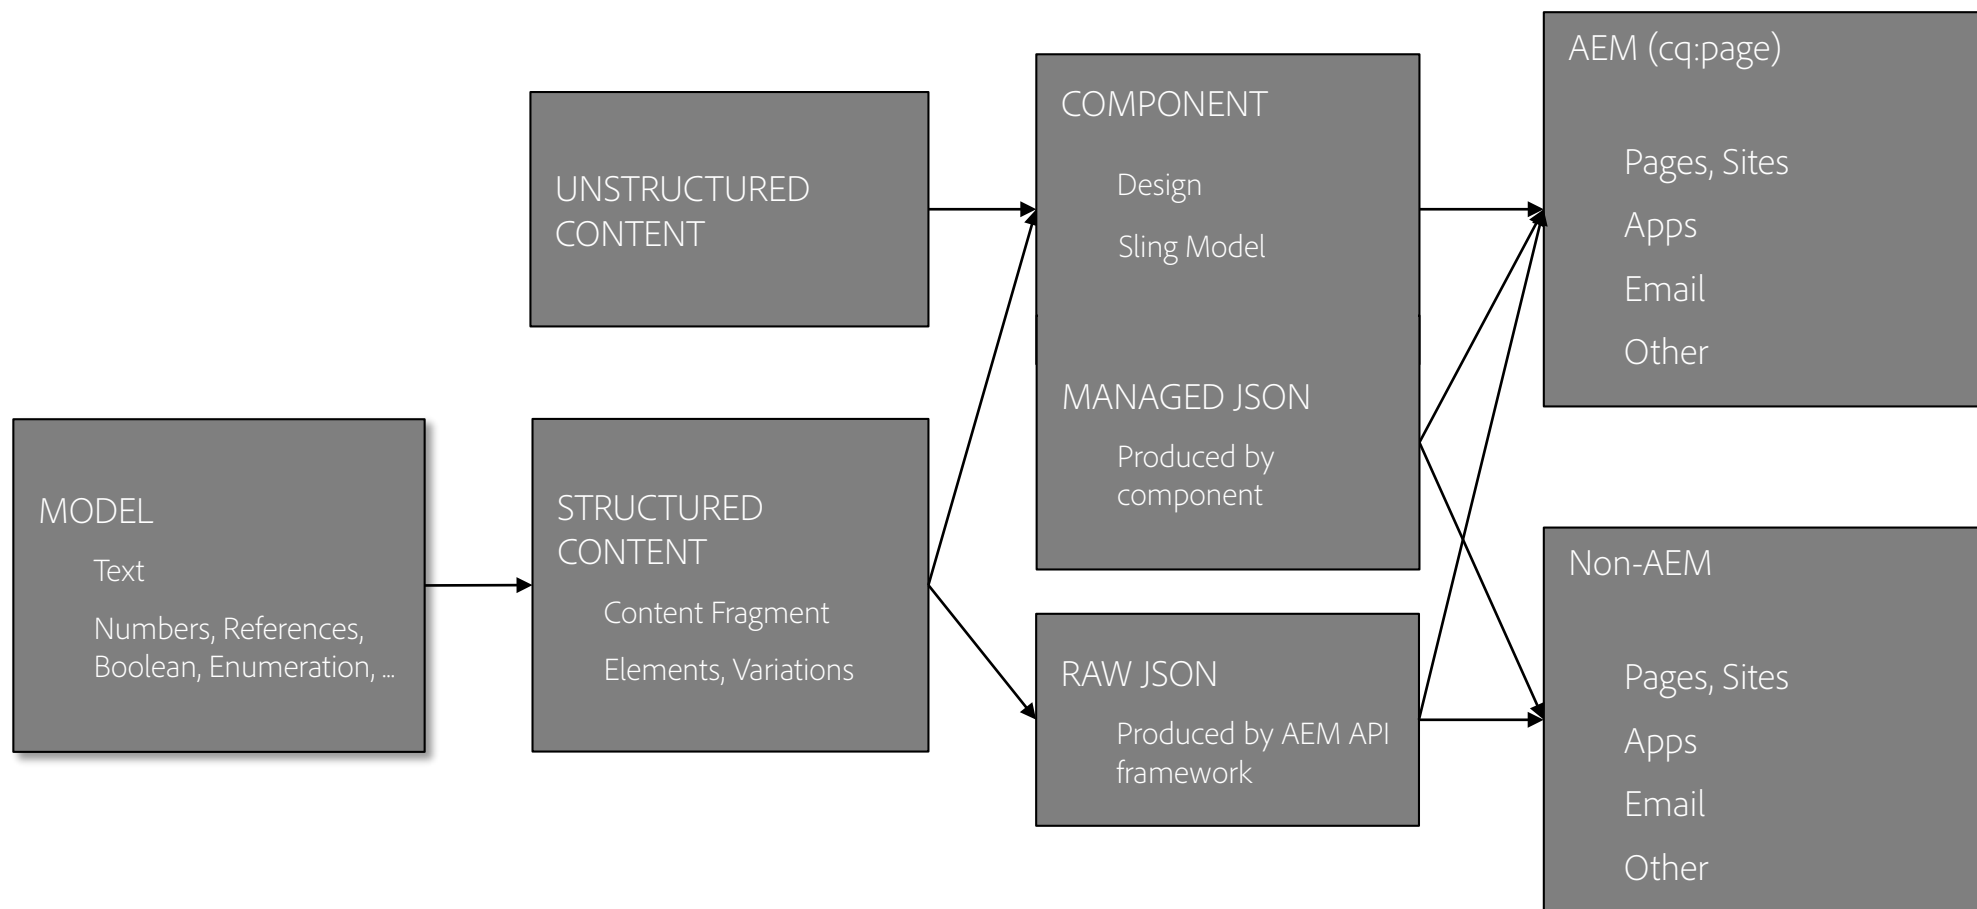 UNSTRUCTURED
CONTENT
MODEL
Text
Numbers, References,
Boolean, Enumeration, ...
STRUCTURED
CONTENT
Content Fragment
Elements, Variations
COMPONENT
Design
Sling Model
MANAGED JSON
Produced by
component
RAW JSON
Produced by AEM API
framework
AEM (cq:page)
Pages, Sites
Apps
Email
Other
Non-AEM
Pages, Sites
Apps
Email
Other